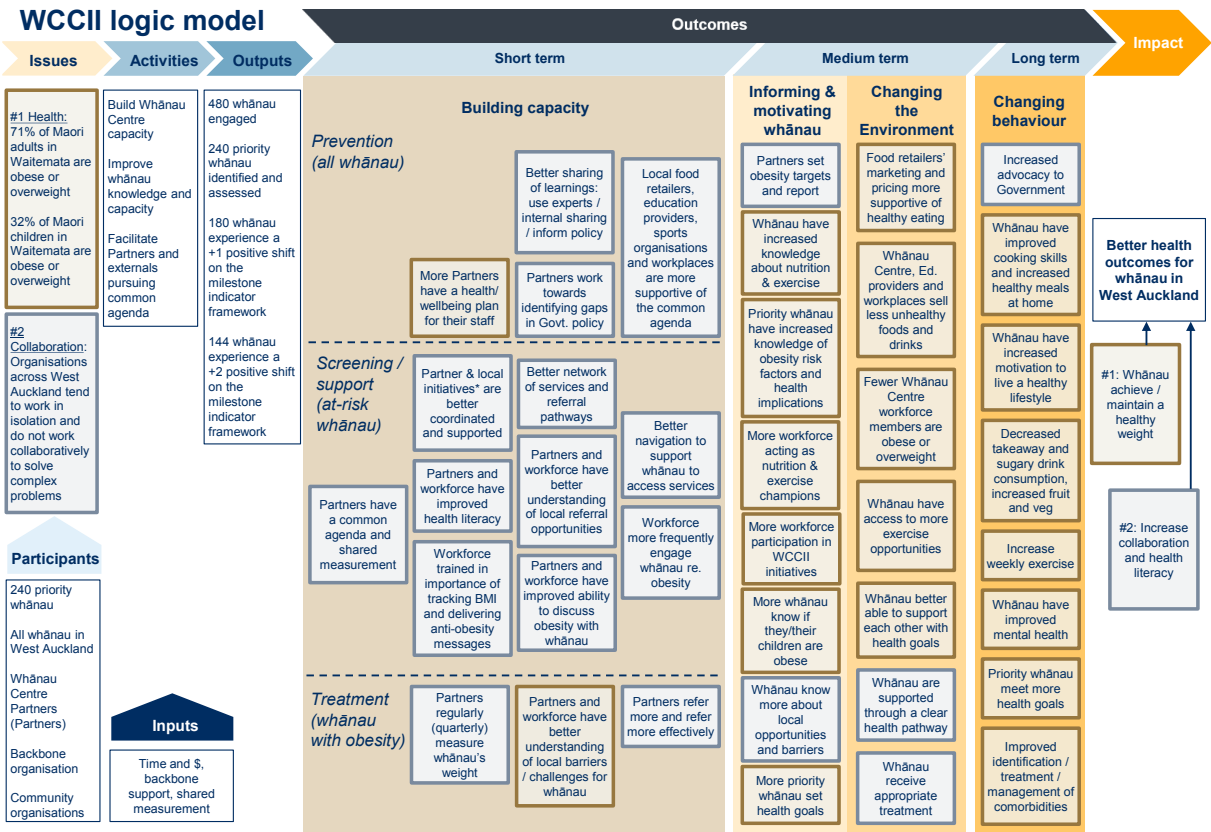 WCCII logic model
Outcomes
Impact
Issues
Activities
Outputs
Short term
Medium term
Long term
#1 Health:
71% of Maori
adults in
Waitemata are
obese or
overweight
32% of Maori
children in
Waitemata are
obese or
overweight
#2
Collaboration:
Organisations
across West
Auckland tend
to work in
isolation and
do not work
collaboratively
to solve
complex
problems
Participants
240 priority
whānau
All whānau in
West Auckland
Whānau
Centre
Partners
(Partners)
Backbone
organisation
Community
organisations
Build Whānau
Centre
capacity
Improve
whānau
knowledge and
capacity
Facilitate
Partners and
externals
pursuing
common
agenda
Inputs
Time and $,
backbone
support, shared
measurement
480 whānau
engaged
240 priority
whānau
identified and
assessed
180 whānau
experience a
+1 positive shift
on the
milestone
indicator
framework
144 whānau
experience a
+2 positive shift
on the
milestone
indicator
framework
Building capacity
Prevention
(all whānau)
More Partners
have a health/
wellbeing plan
for their staff
Better sharing
of learnings:
use experts /
internal sharing
/ inform policy
Partners work
towards
identifying gaps
in Govt. policy
Local food
retailers,
education
providers,
sports
organisations
and workplaces
are more
supportive of
the common
agenda
Screening /
support
(at-risk
whānau)
Partners have
a common
agenda and
shared
measurement
Partner & local
initiatives* are
better
coordinated
and supported
Partners and
workforce have
improved
health literacy
Workforce
trained in
importance of
tracking BMI
and delivering
anti-obesity
messages
Better network
of services and
referral
pathways
Partners and
workforce have
better
understanding
of local referral
opportunities
Partners and
workforce have
improved ability
to discuss
obesity with
whānau
Better
navigation to
support
whānau to
access services
Workforce
more frequently
engage
whānau re.
obesity
Treatment
(whānau
with obesity)
Partners
regularly
(quarterly)
measure
whānau's
weight
Partners and
workforce have
better
understanding
of local barriers
/ challenges for
whānau
Partners refer
more and refer
more effectively
Informing &
motivating
whānau
Partners set
obesity targets
and report
Whānau have
increased
knowledge
about nutrition
& exercise
Priority whānau
have increased
knowledge of
obesity risk
factors and
health
implications
More workforce
acting as
nutrition &
exercise
champions
More workforce
participation in
WCCII
initiatives
More whānau
know if
they/their
children are
obese
Whānau know
more about
local
opportunities
and barriers
More priority
whānau set
health goals
Changing
the
Environment
Food retailers'
marketing and
pricing more
supportive of
healthy eating
Whānau
Centre, Ed.
providers and
workplaces sell
less unhealthy
foods and
drinks
Fewer Whānau
Centre
workforce
members are
obese or
overweight
Whānau have
access to more
exercise
opportunities
Whānau better
able to support
each other with
health goals
Whānau are
supported
through a clear
health pathway
Whānau
receive
appropriate
treatment
Changing
behaviour
Increased
advocacy to
Government
Whānau have
improved
cooking skills
and increased
healthy meals
at home
Whānau have
increased
motivation to
live a healthy
lifestyle
Decreased
takeaway and
sugary drink
consumption,
increased fruit
and veg
Increase
weekly exercise
Whānau have
improved
mental health
Priority whānau
meet more
health goals
Improved
identification /
treatment /
management of
comorbidities
Better health
outcomes for
whānau in
West Auckland
#1: Whānau
achieve /
maintain a
healthy
weight
#2: Increase
collaboration
and health
literacy